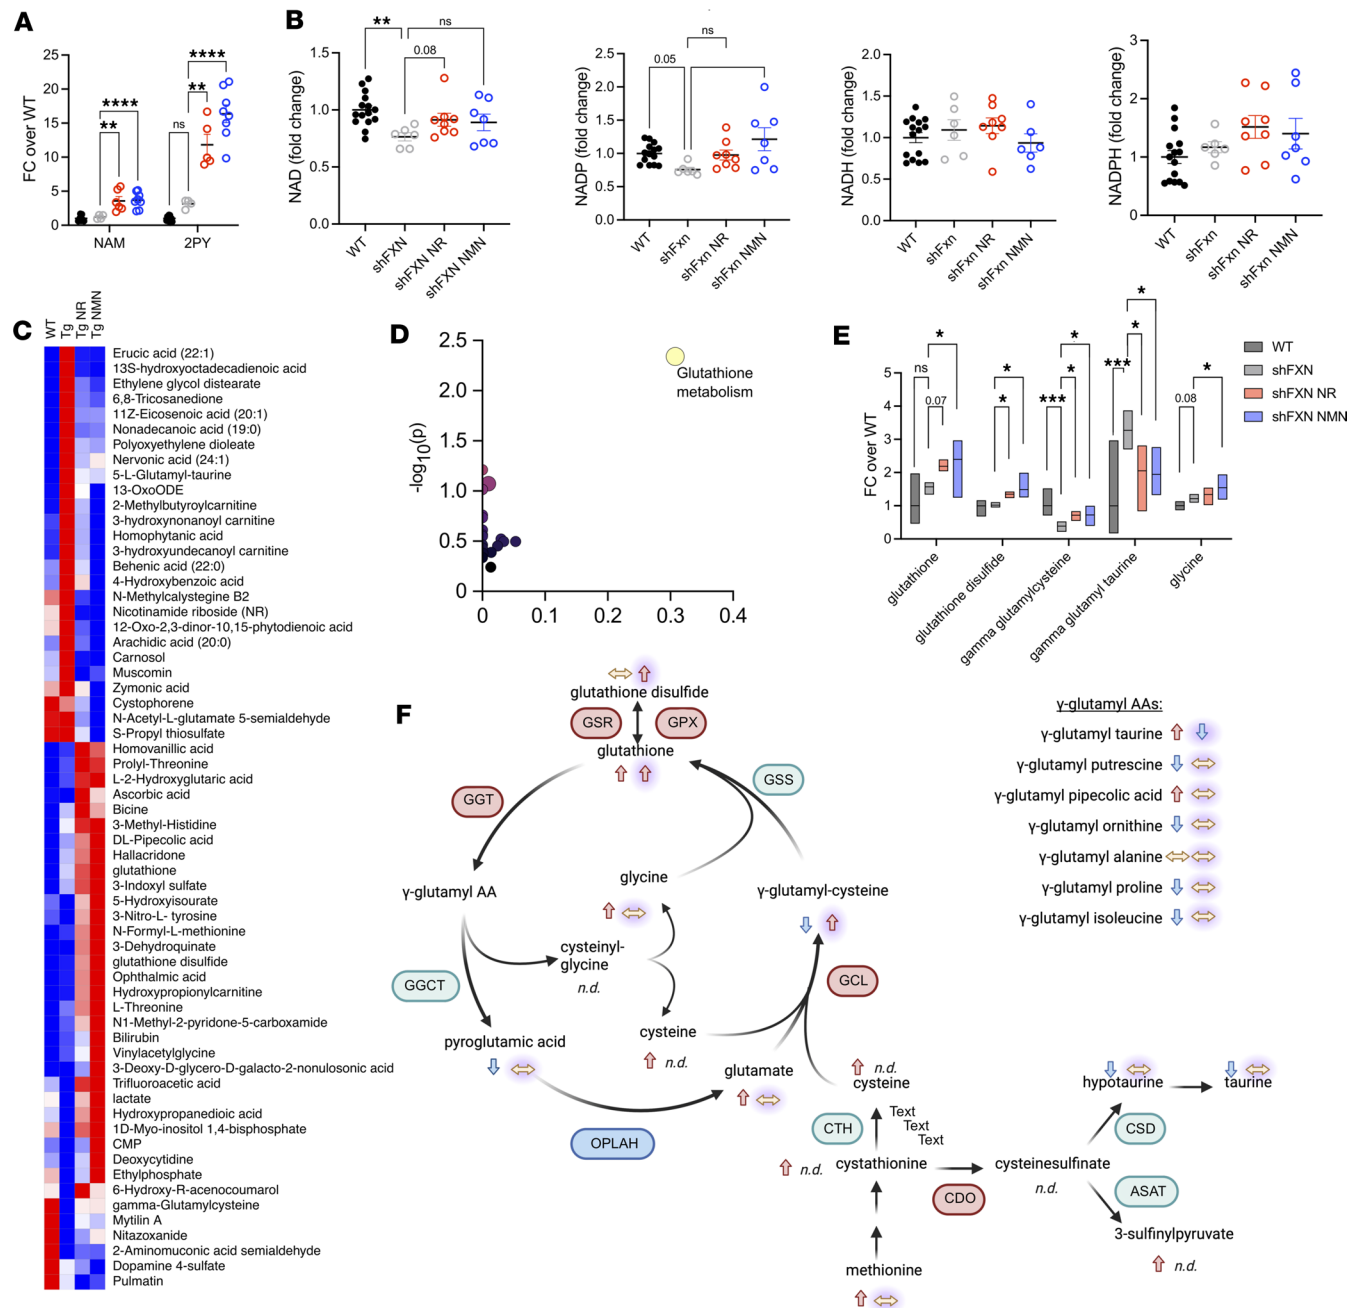 A
FC over WT
25
20
15
10
5
0
ns
**
****
**
****
NAM
2PY
B
NAD (fold change)
1.5
1.0
0.5
0.0
**
ns
0.08
WT
shFXN
shFXN NR
shFXN NMN
NADP (fold change)
2.5
2.0
1.5
1.0
0.5
0.0
0.05
ns
WT
shFxn
shFxn NR
shFxn NMN
NADH (fold change)
2.0
1.5
1.0
0.5
0.0
WT
shFxn
shFxn NR
shFxn NMN
NADPH (fold change)
3
2
1
0
WT
shFxn
shFxn NR
shFxn NMN
C
WT
Tg
Tg NR
Tg NMN
Erucic acid (22:1)
13S-hydroxyoctadecadienoic acid
Ethylene glycol distearate
6,8-Tricosanedione
11Z-Eicosenoic acid (20:1)
Nonadecanoic acid (19:0)
Polyoxyethylene dioleate
Nervonic acid (24:1)
5-L-Glutamyl-taurine
13-OxoODE
2-Methylbutyroylcarnitine
3-hydroxynonanoyl carnitine
Homophytanic acid
3-hydroxyundecanoyl carnitine
Behenic acid (22:0)
4-Hydroxybenzoic acid
N-Methylcalystegine B2
Nicotinamide riboside (NR)
12-Oxo-2,3-dinor-10,15-phytodienoic acid
Arachidic acid (20:0)
Carnosol
Muscomin
Zymonic acid
Cystophorene
N-Acetyl-L-glutamate 5-semialdehyde
S-Propyl thiosulfate
Homovanillic acid
Prolyl-Threonine
L-2-Hydroxyglutaric acid
Ascorbic acid
Bicine
3-Methyl-Histidine
DL-Pipecolic acid
Hallacridone
glutathione
3-Indoxyl sulfate
5-Hydroxyisourate
3-Nitro-L- tyrosine
N-Formyl-L-methionine
3-Dehydroquinate
glutathione disulfide
Ophthalmic acid
Hydroxypropionylcarnitine
L-Threonine
N1-Methyl-2-pyridone-5-carboxamide
Bilirubin
Vinylacetylglycine
3-Deoxy-D-glycero-D-galacto-2-nonulosonic acid
Trifluoroacetic acid
lactate
Hydroxypropanedioic acid
1D-Myo-inositol 1,4-bisphosphate
CMP
Deoxycytidine
Ethylphosphate
6-Hydroxy-R-acenocoumarol
gamma-Glutamylcysteine
Mytilin A
Nitazoxanide
2-Aminomuconic acid semialdehyde
Dopamine 4-sulfate
Pulmatin
D
-log10(p)
2.5
2.0
1.5
1.0
0.5
0
0
0.1
0.2
0.3
0.4
Glutathione
metabolism
E
FC over WT
5
4
3
2
1
0
ns
0.07
*
*
*
***
*
*
***
*
*
0.08
*
WT
shFXN
shFXN NR
shFXN NMN
glutathione
glutathione disulfide
gamma glutamylcysteine
gamma glutamyl taurine
glycine
F
glutathione disulfide
GSR
GPX
glutathione
GGT
GSS
γ-glutamyl AA
glycine
γ-glutamyl-cysteine
cysteinyl-
glycine
n.d.
GGCT
GCL
cysteine
n.d.
pyroglutamic acid
glutamate
OPLAH
n.d.
cysteine
CTH
Text
Text
Text
n.d.
cystathionine
CDO
methionine
cysteinesulfinate
n.d.
hypotaurine
taurine
CSD
ASAT
3-sulfinylpyruvate
n.d.
γ-glutamyl AAs:
γ-glutamyl taurine
γ-glutamyl putrescine
γ-glutamyl pipecolic acid
γ-glutamyl ornithine
γ-glutamyl alanine
γ-glutamyl proline
γ-glutamyl isoleucine